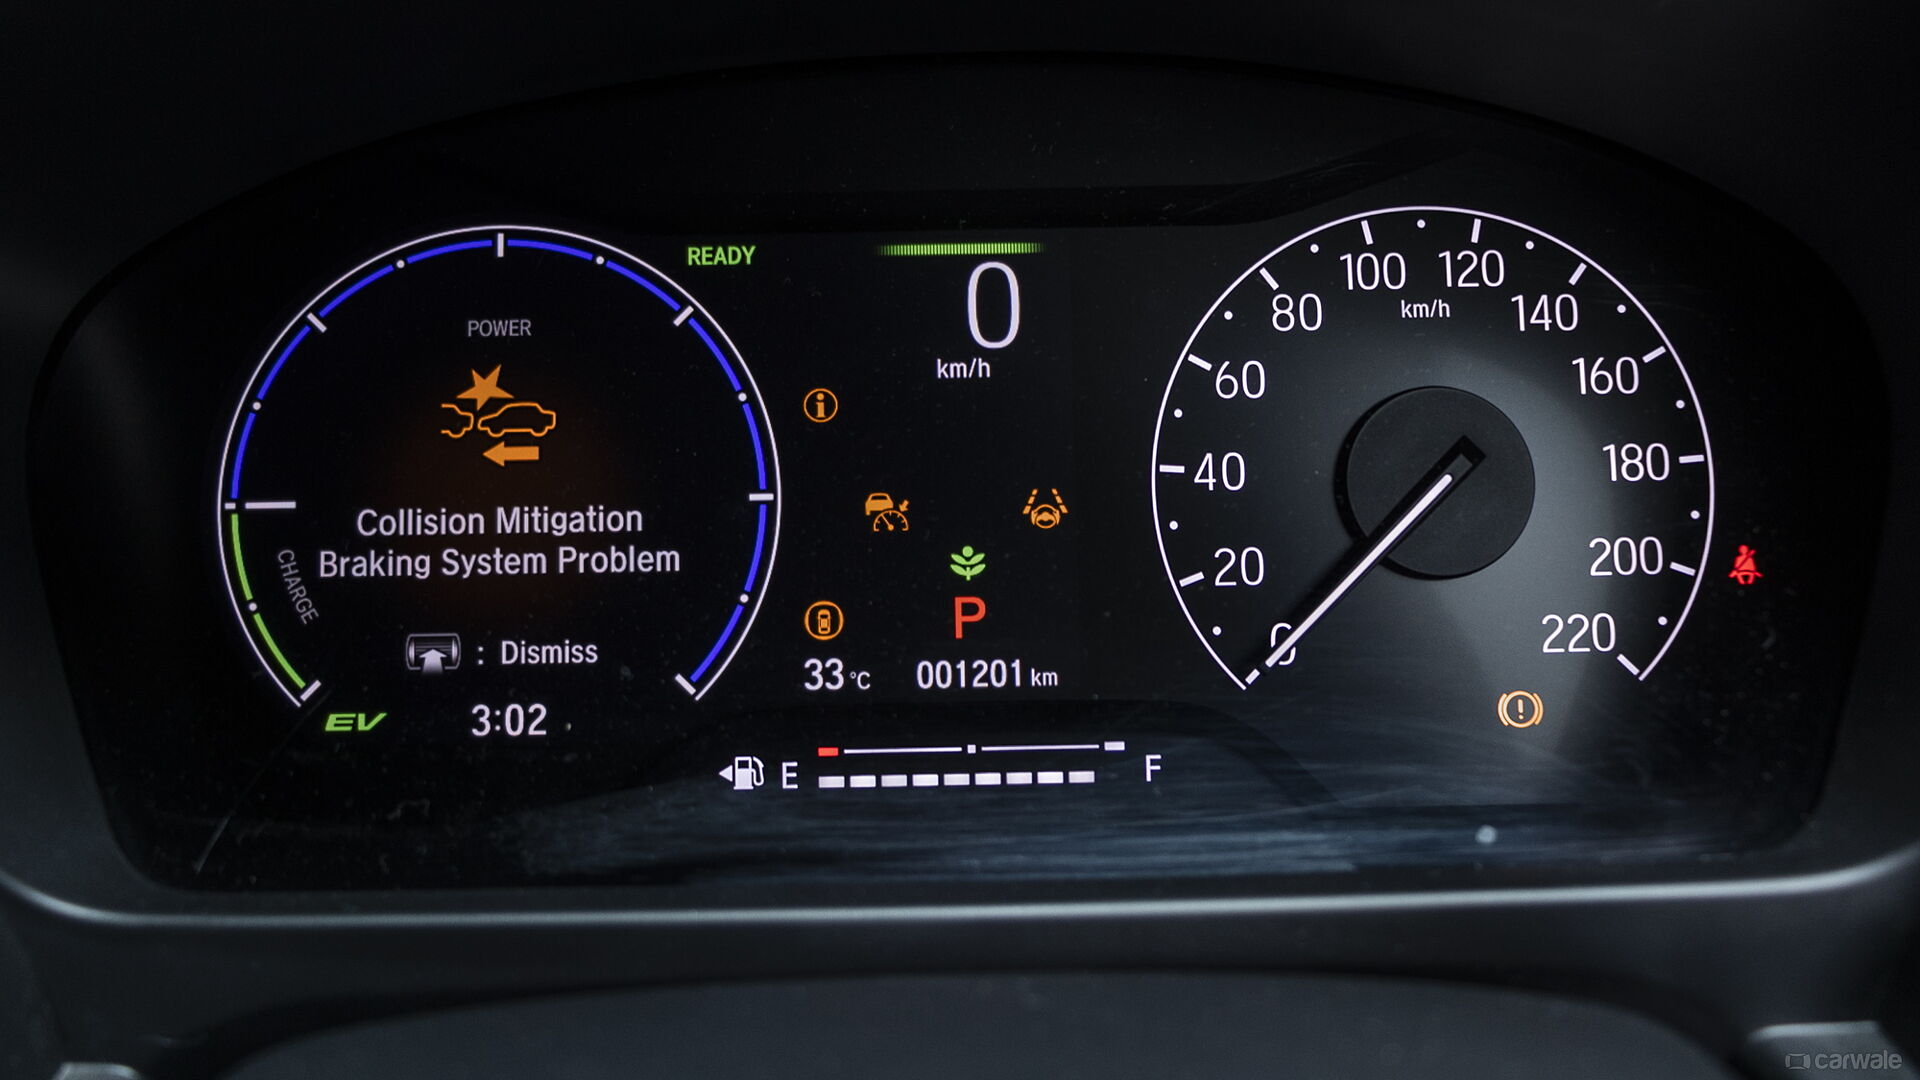 READY
0
km/h
POWER
Collision Mitigation
Braking System Problem
CHARGE
: Dismiss
EV
3:02
i
P
33 °C
001201 km
E
F
0
20
40
60
80
100
120
140
160
180
200
220
km/h
!
carwale